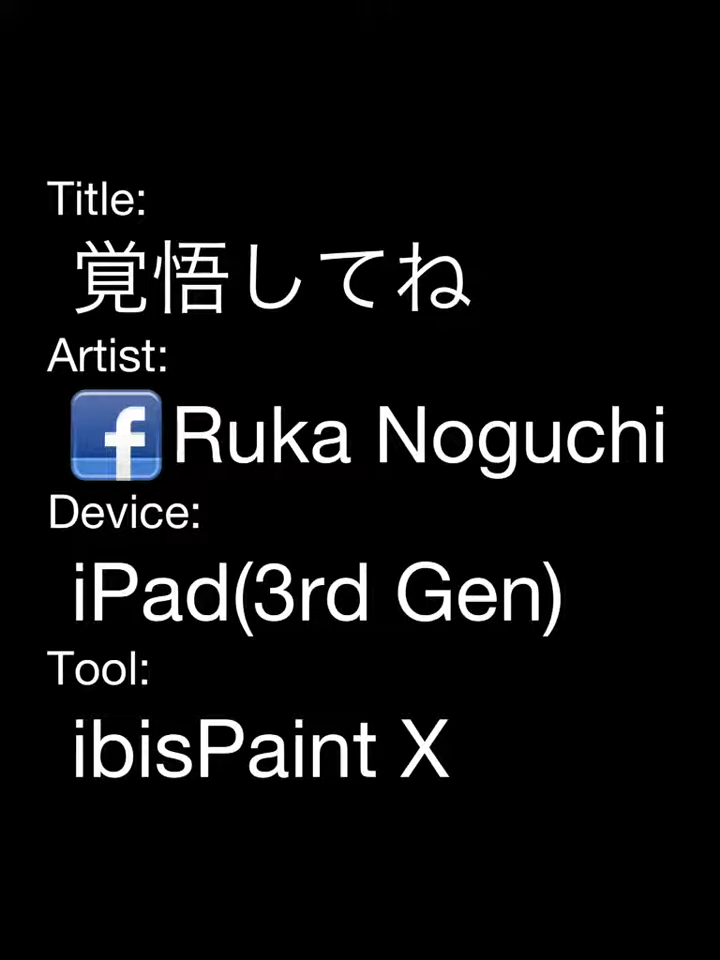 Title:
覚悟してね
Artist:
f Ruka Noguchi
Device:
iPad(3rd Gen)
Tool:
ibisPaint X